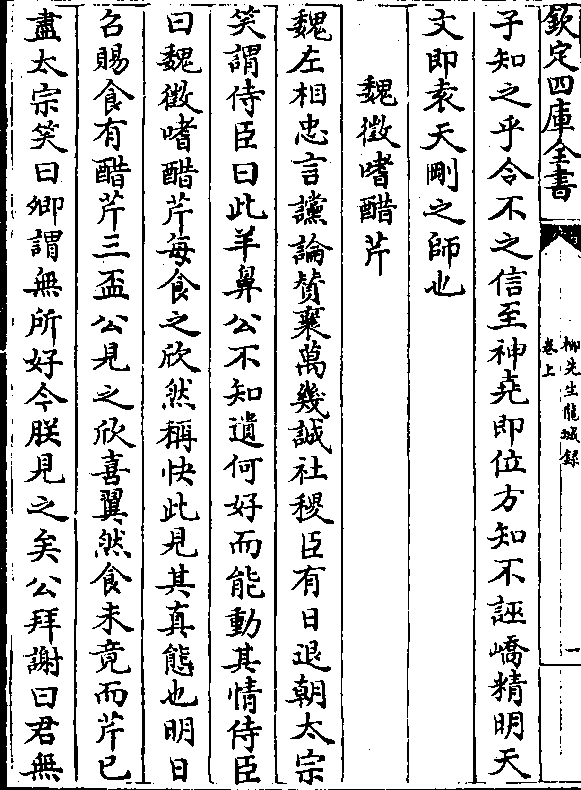 欽定四庫全書
柳先生龍城錄
卷上
一
子知之乎令不之信至神堯即位方知不誣嶠精明天
文即袁天剛之師也
魏徵嗜醋芹
魏左相忠言讜論贊襄萬幾誠社稷臣有日退朝太宗
笑謂侍臣曰此羊鼻公不知遺何好而能動其情侍臣
曰魏徵嗜醋芹每食之欣然稱快此見其真態也明日
召賜食有醋芹三盃公見之欣喜翼然食未竟而芹已
盡太宗笑曰卿謂無所好今朕見之矣公拜謝曰君無